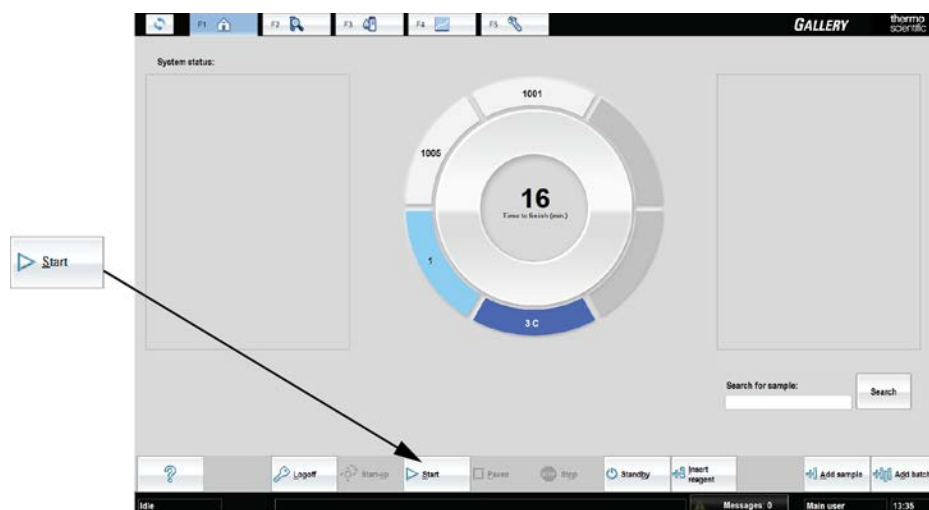 F1 F2 F3 F4 F5 GALLERY thermo
scientific
System status:
1001
1005
16
Time to finish (min.)
1
3 C
Start
Search for sample:
Search
? Logoff Start-up Start Pause STOP Stop Standby Insert
reagent Add sample Add batch
Idle Messages: 0 Main user 13:35